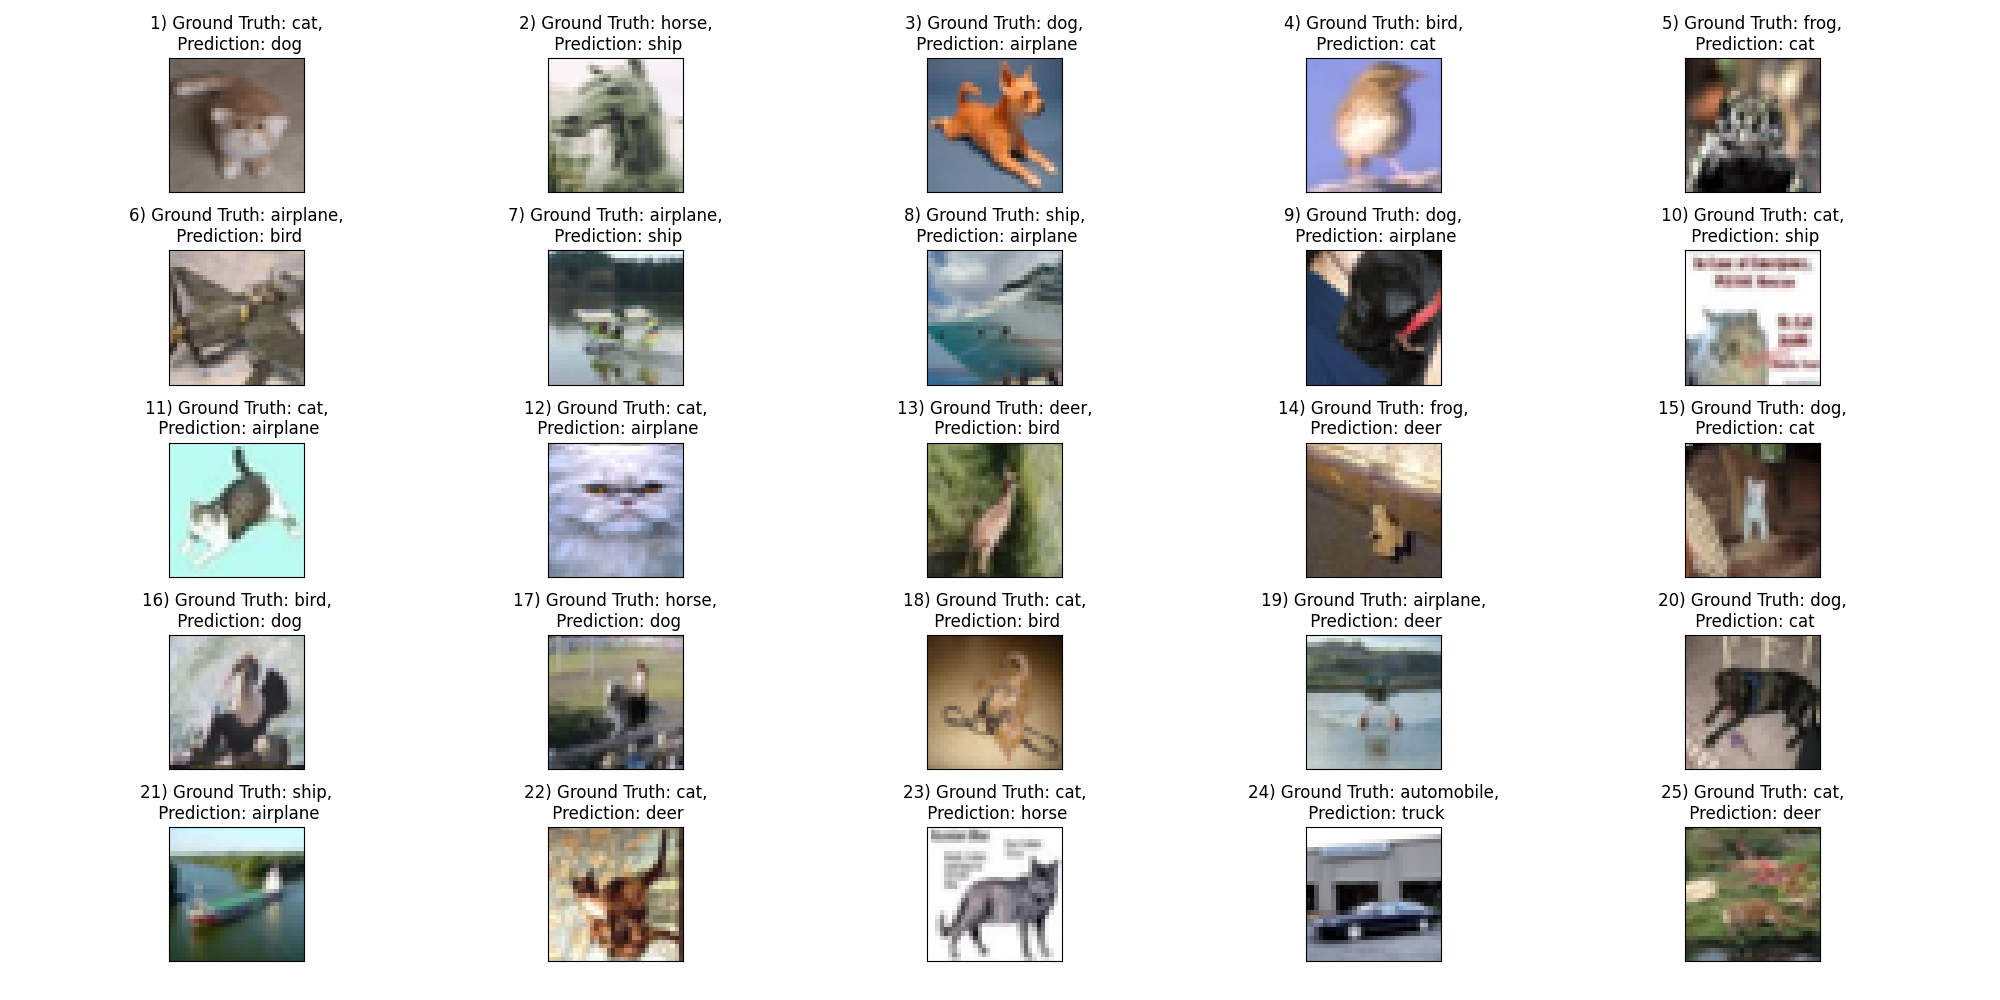 1) Ground Truth: cat,
Prediction: dog
2) Ground Truth: horse,
Prediction: ship
3) Ground Truth: dog,
Prediction: airplane
4) Ground Truth: bird,
Prediction: cat
5) Ground Truth: frog,
Prediction: cat
6) Ground Truth: airplane,
Prediction: bird
7) Ground Truth: airplane,
Prediction: ship
8) Ground Truth: ship,
Prediction: airplane
9) Ground Truth: dog,
Prediction: airplane
10) Ground Truth: cat,
Prediction: ship
11) Ground Truth: cat,
Prediction: airplane
12) Ground Truth: cat,
Prediction: airplane
13) Ground Truth: deer,
Prediction: bird
14) Ground Truth: frog,
Prediction: deer
15) Ground Truth: dog,
Prediction: cat
16) Ground Truth: bird,
Prediction: dog
17) Ground Truth: horse,
Prediction: dog
18) Ground Truth: cat,
Prediction: bird
19) Ground Truth: airplane,
Prediction: deer
20) Ground Truth: dog,
Prediction: cat
21) Ground Truth: ship,
Prediction: airplane
22) Ground Truth: cat,
Prediction: deer
23) Ground Truth: cat,
Prediction: horse
24) Ground Truth: automobile,
Prediction: truck
25) Ground Truth: cat,
Prediction: deer